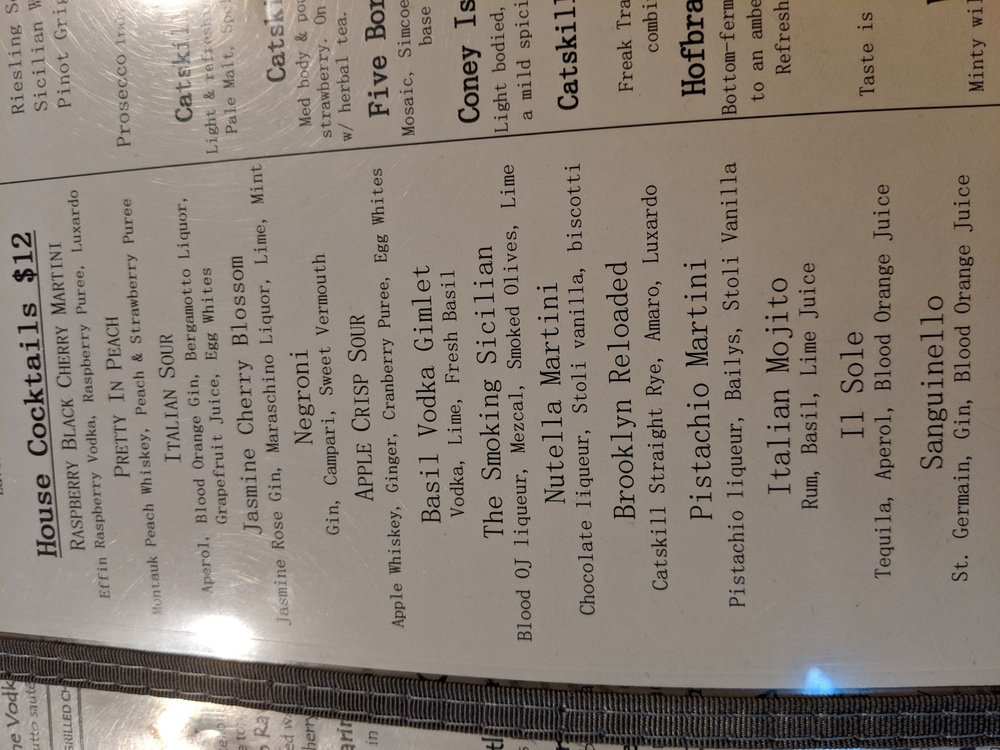 House Cocktails $12
RASPBERRY BLACK CHERRY MARTINI
Effin Raspberry Vodka, Raspberry Puree, Luxardo
PRETTY IN PEACH
Montauk Peach Whiskey, Peach & Strawberry Puree
ITALIAN SOUR
Aperol, Blood Orange Gin, Bergamotto Liquor,
Grapefruit Juice, Egg Whites
Jasmine Cherry Blossom
Jasmine Rose Gin, Maraschino Liquor, Lime, Mint
Negroni
Gin, Campari, Sweet Vermouth
APPLE CRISP SOUR
Apple Whiskey, Ginger, Cranberry Puree, Egg Whites
Basil Vodka Gimlet
Vodka, Lime, Fresh Basil
The Smoking Sicilian
Blood OJ liqueur, Mezcal, Smoked Olives, Lime
Nutella Martini
Chocolate liqueur, Stoli vanilla, biscotti
Brooklyn Reloaded
Catskill Straight Rye, Amaro, Luxardo
Pistachio Martini
Pistachio liqueur, Bailys, Stoli Vanilla
Italian Mojito
Rum, Basil, Lime Juice
Il Sole
Tequila, Aperol, Blood Orange Juice
Sanguinello
St. Germain, Gin, Blood Orange Juice
Riesling
Sicilian
Pinot Grig
Prosecco
Catskill
Light & refresh
Pale Malt,
Catski
Med body &
strawberry. On
w/ herbal tea.
Five Bor
Mosaic, Simcoe
base
Coney Is
Light bodied,
a mild spici
Catskill
Freak Tra
combi
Hofbra
Bottom-ferm
to an ambe
Refresh
Taste is
Minty wil